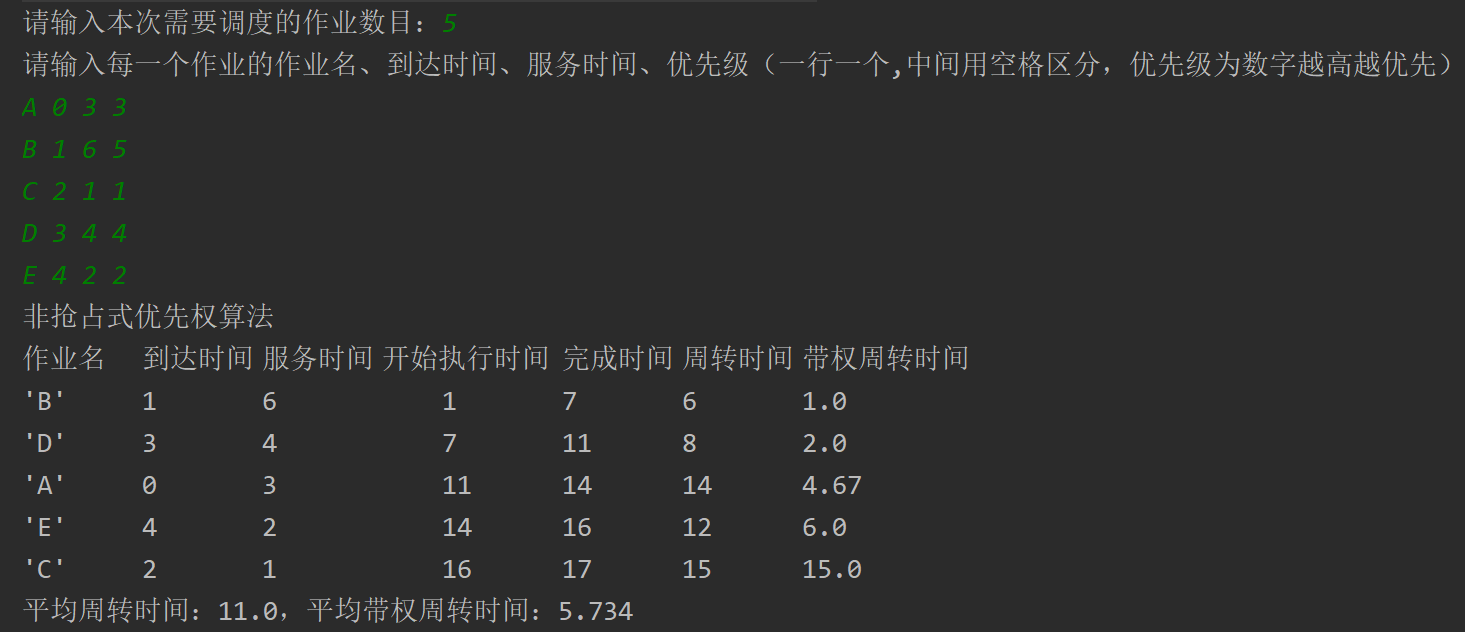 请输入本次需要调度的作业数目：5
请输入每一个作业的作业名、到达时间、服务时间、优先级（一行一个,中间用空格区分，优先级为数字越高越优先）
A 0 3 3
B 1 6 5
C 2 1 1
D 3 4 4
E 4 2 2
非抢占式优先权算法
作业名 到达时间 服务时间 开始执行时间 完成时间 周转时间 带权周转时间
'B' 1 6 1 7 6 1.0
'D' 3 4 7 11 8 2.0
'A' 0 3 11 14 14 4.67
'E' 4 2 14 16 12 6.0
'C' 2 1 16 17 15 15.0
平均周转时间：11.0，平均带权周转时间：5.734